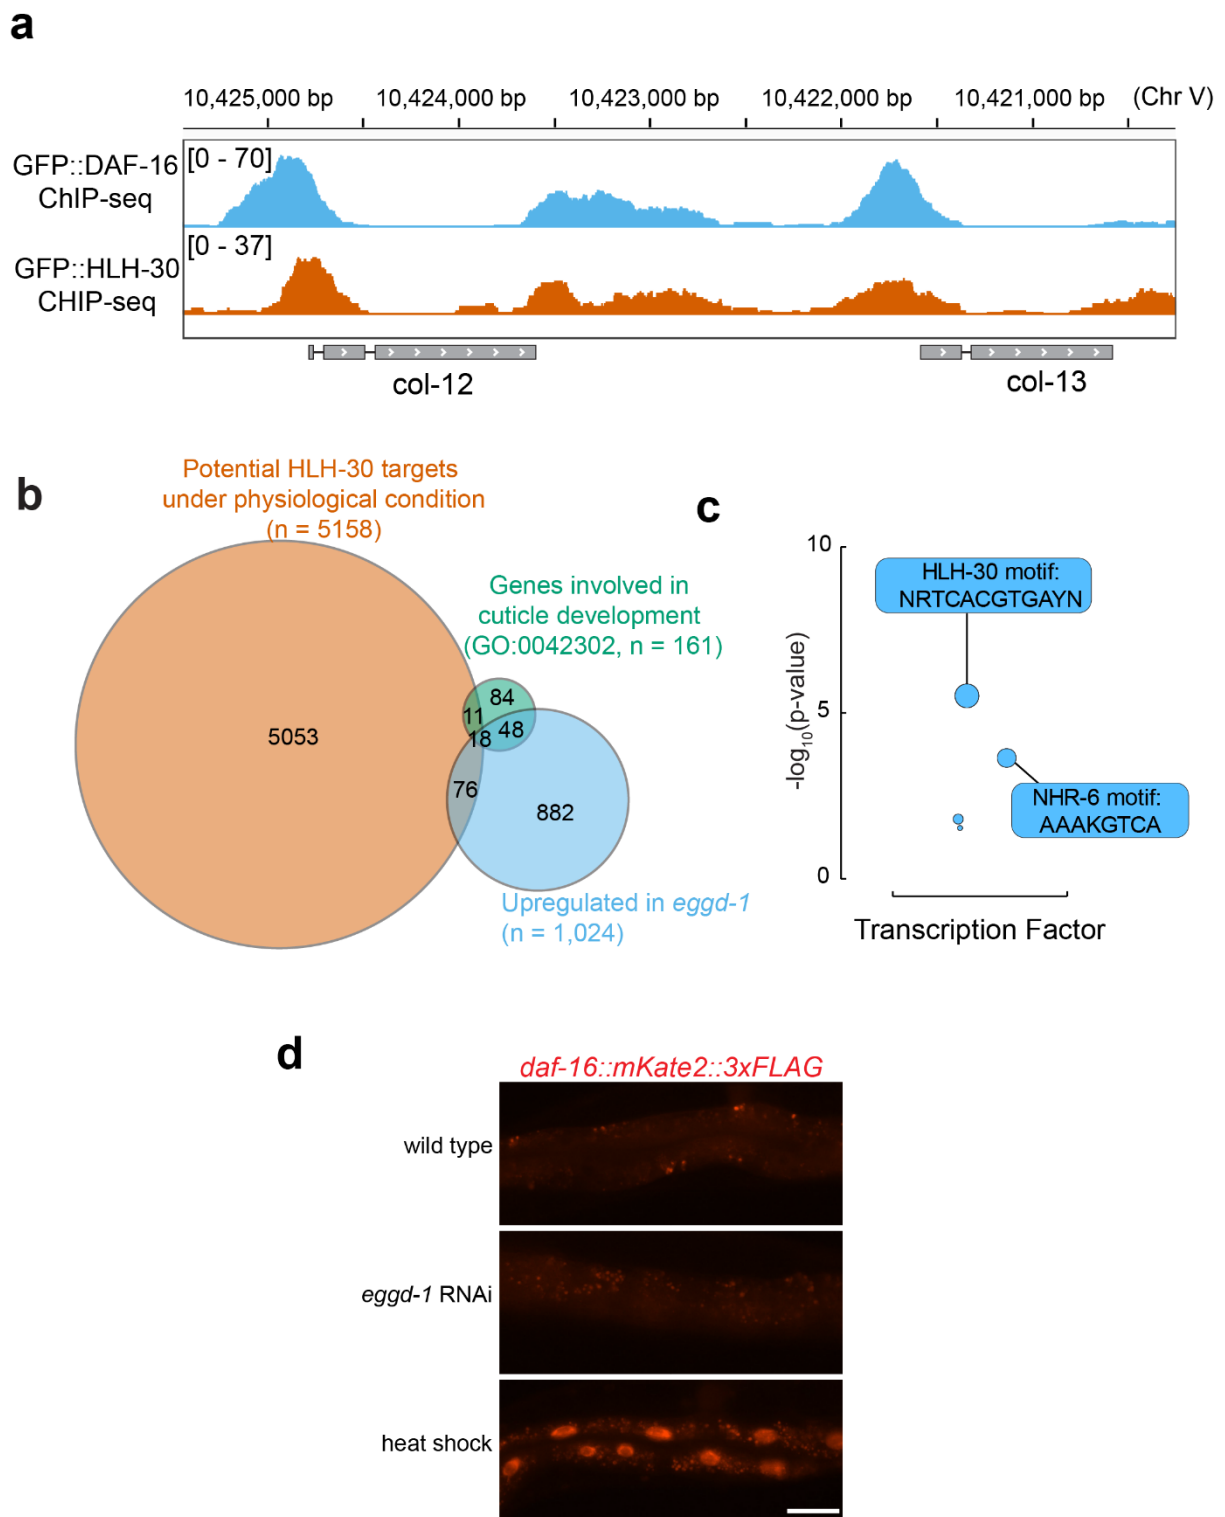 a
10,425,000 bp 10,424,000 bp 10,423,000 bp 10,422,000 bp 10,421,000 bp (Chr V)
GFP::DAF-16
ChIP-seq
[0 - 70]
GFP::HLH-30
CHIP-seq
[0 - 37]
col-12
col-13
b
Potential HLH-30 targets
under physiological condition
(n = 5158)
Genes involved in
cuticle development
(GO:0042302, n = 161)
5053
84
11
18
48
76
882
Upregulated in eggd-1
(n = 1,024)
c
-log10(p-value)
10
5
0
HLH-30 motif:
NRTCACGTGAYN
NHR-6 motif:
AAAKGTCA
Transcription Factor
d
daf-16::mKate2::3xFLAG
wild type
eggd-1 RNAi
heat shock